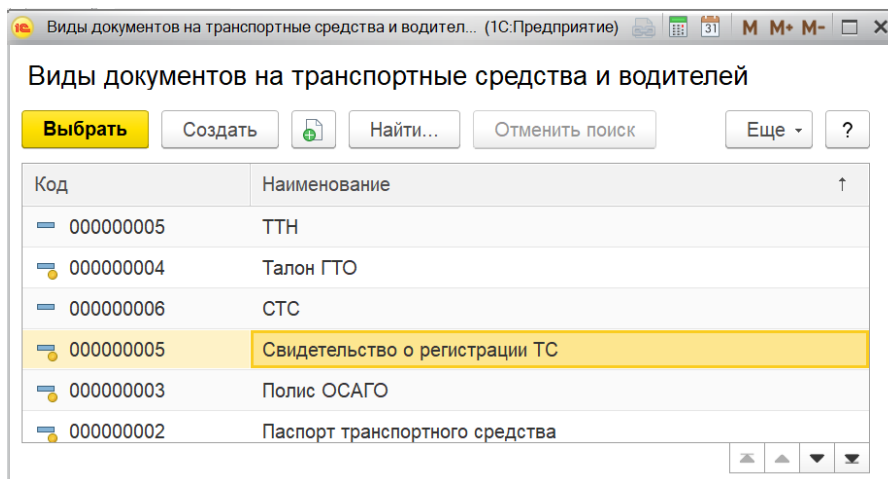 1С Виды документов на транспортные средства и водител... (1С:Предприятие) 31 M M+ M-
Виды документов на транспортные средства и водителей
Выбрать Создать Найти... Отменить поиск Еще ?
Код Наименование ↑
000000005 ТТН
000000004 Талон ГТО
000000006 СТС
000000005 Свидетельство о регистрации ТС
000000003 Полис ОСАГО
000000002 Паспорт транспортного средства